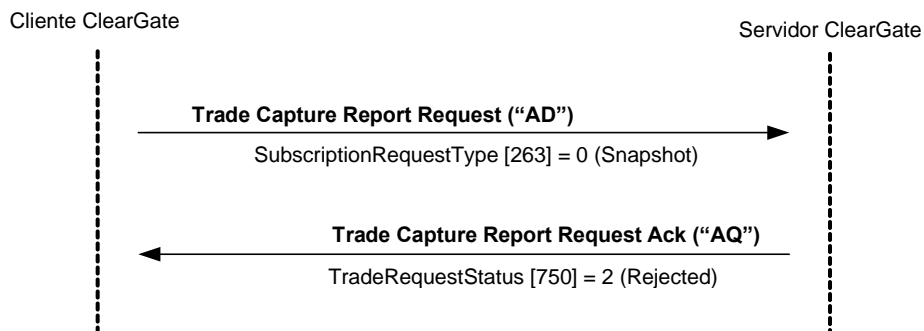 Cliente ClearGate
Servidor ClearGate
Trade Capture Report Request (“AD”)
SubscriptionRequestType [263] = 0 (Snapshot)
Trade Capture Report Request Ack (“AQ”)
TradeRequestStatus [750] = 2 (Rejected)